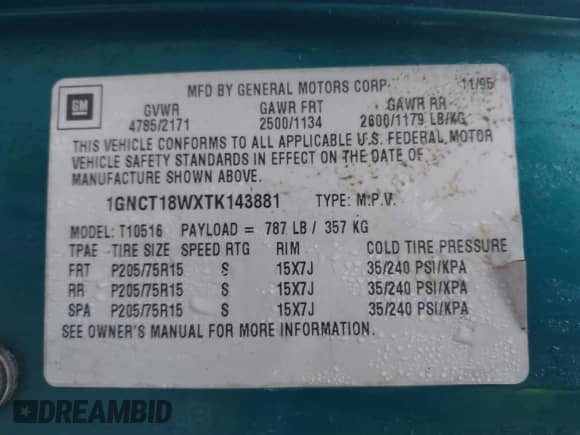 MFD BY GENERAL MOTORS CORP 11/95
GM
GVWR GAWR FRT GAWR RR
4785/2171 2500/1134 2600/1179 LB/KG
THIS VEHICLE CONFORMS TO ALL APPLICABLE U.S. FEDERAL MOTOR
VEHICLE SAFETY STANDARDS IN EFFECT ON THE DATE OF
MANUFACTURE SHOWN ABOVE.
1GNCT18WXTK143881 TYPE: M.P.V.
MODEL: T10516 PAYLOAD = 787 LB / 357 KG
TPAE TIRE SIZE SPEED RTG RIM COLD TIRE PRESSURE
FRT P205/75R15 S 15X7J 35/240 PSI/KPA
RR P205/75R15 S 15X7J 35/240 PSI/KPA
SPA P205/75R15 S 15X7J 35/240 PSI/KPA
SEE OWNER'S MANUAL FOR MORE INFORMATION.
DREAMBID